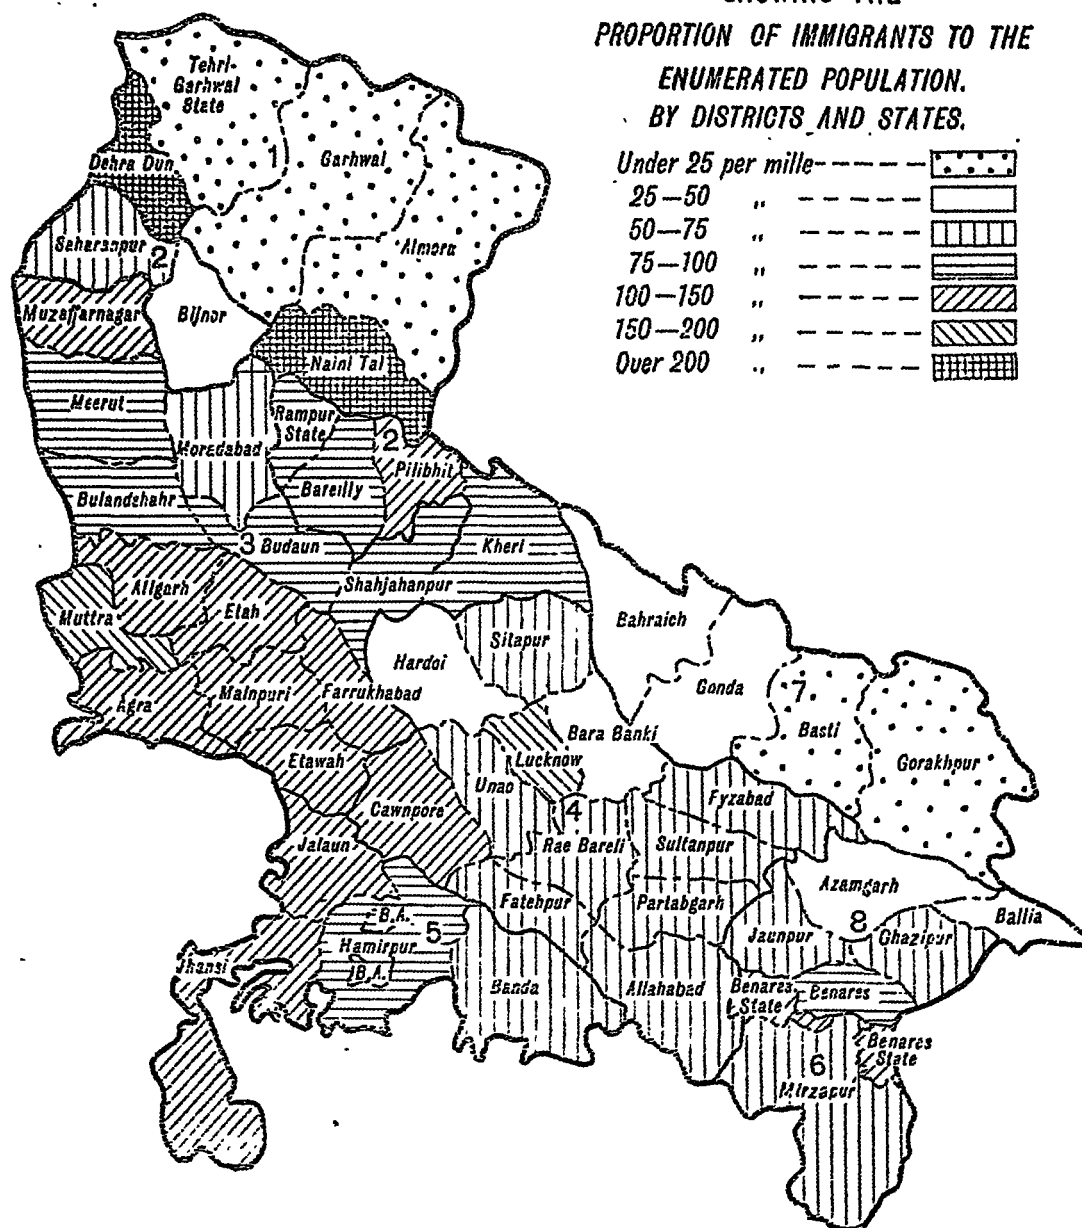 PROPORTION OF IMMIGRANTS TO THE
ENUMERATED POPULATION.
BY DISTRICTS AND STATES.
Under 25 per mille
25—50 „
50—75 „
75—100 „
100—150 „
150—200 „
Over 200 „
Tehri-
Garhwal
State
1
Garhwal
Dehra Dun
Almora
Saharanpur
2
Muzaffarnagar
Bijnor
Naini Tal
Meerut
Rampur
State
2
Moradabad
Pilibhit
Bareilly
Bulandshahr
3
Budaun
Kheri
Shahjahanpur
Aligarh
Etah
Muttra
Bahraich
Sitapur
Hardoi
Gonda
7
Agra
Mainpuri
Farrukhabad
Basti
Bara Banki
Gorakhpur
Etawah
Lucknow
Unao
Fyzabad
Cawnpore
4
Jalaun
Rae Bareli
Sultanpur
Azamgarh
Fatehpur
Partabgarh
Ballia
B.A.
5
8
Hamirpur
Jaunpur
Ghazipur
Jhansi
B.A.
Banda
Allahabad
Benares
State
Benares
Benares
State
6
Mirzapur